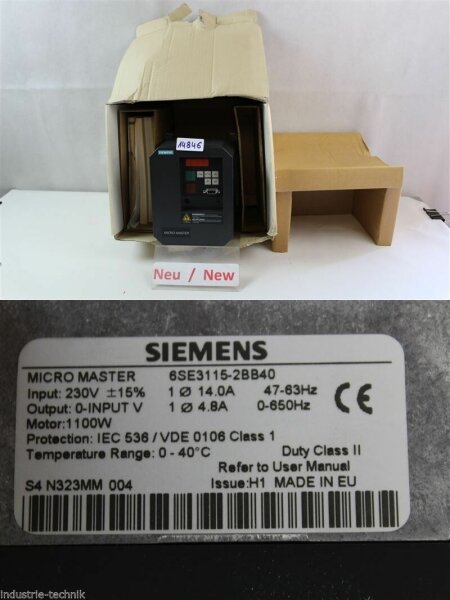 14846
SIEMENS
MICRO MASTER
Neu / New
SIEMENS
MICRO MASTER 6SE3115-2BB40
Input: 230V ±15% 1 Ø 14.0A 47-63Hz
Output: 0-INPUT V 1 Ø 4.8A 0-650Hz
CE
Motor:1100W
Protection: IEC 536 / VDE 0106 Class 1
Temperature Range: 0 - 40°C Duty Class II
Refer to User Manual
S4 N323MM 004 Issue:H1 MADE IN EU
industrie-technik